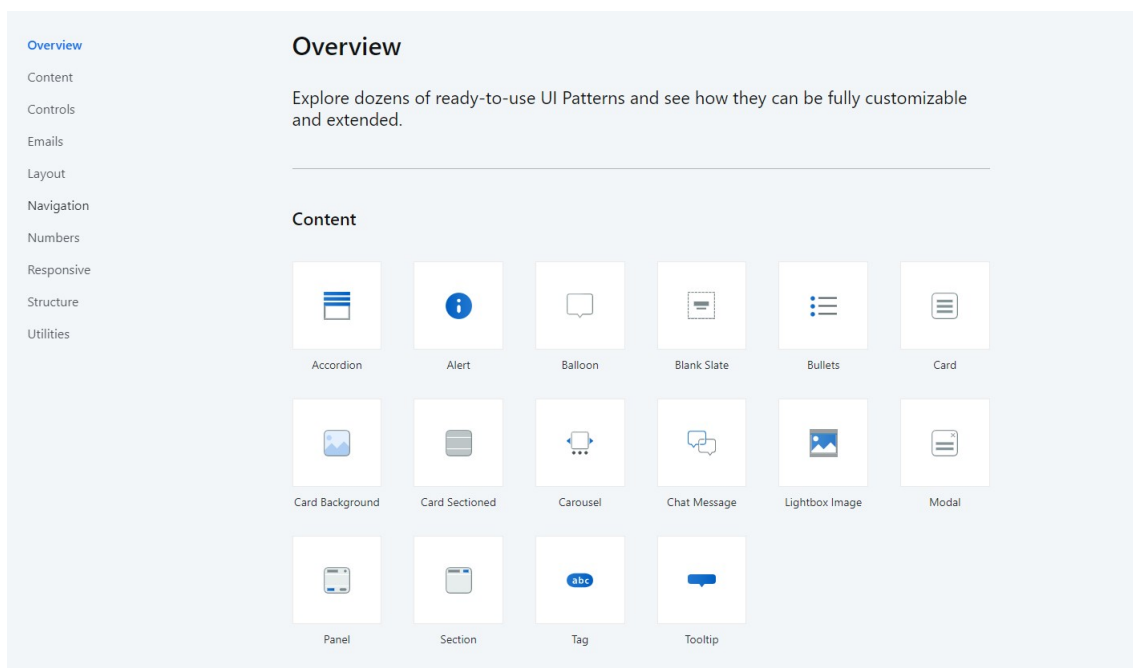 Overview
Content
Controls
Emails
Layout
Navigation
Numbers
Responsive
Structure
Utilities
Overview
Explore dozens of ready-to-use UI Patterns and see how they can be fully customizable
and extended.
Content
Accordion
Alert
Balloon
Blank Slate
Bullets
Card
Card Background
Card Sectioned
Carousel
Chat Message
Lightbox Image
Modal
abc
Panel
Section
Tag
Tooltip